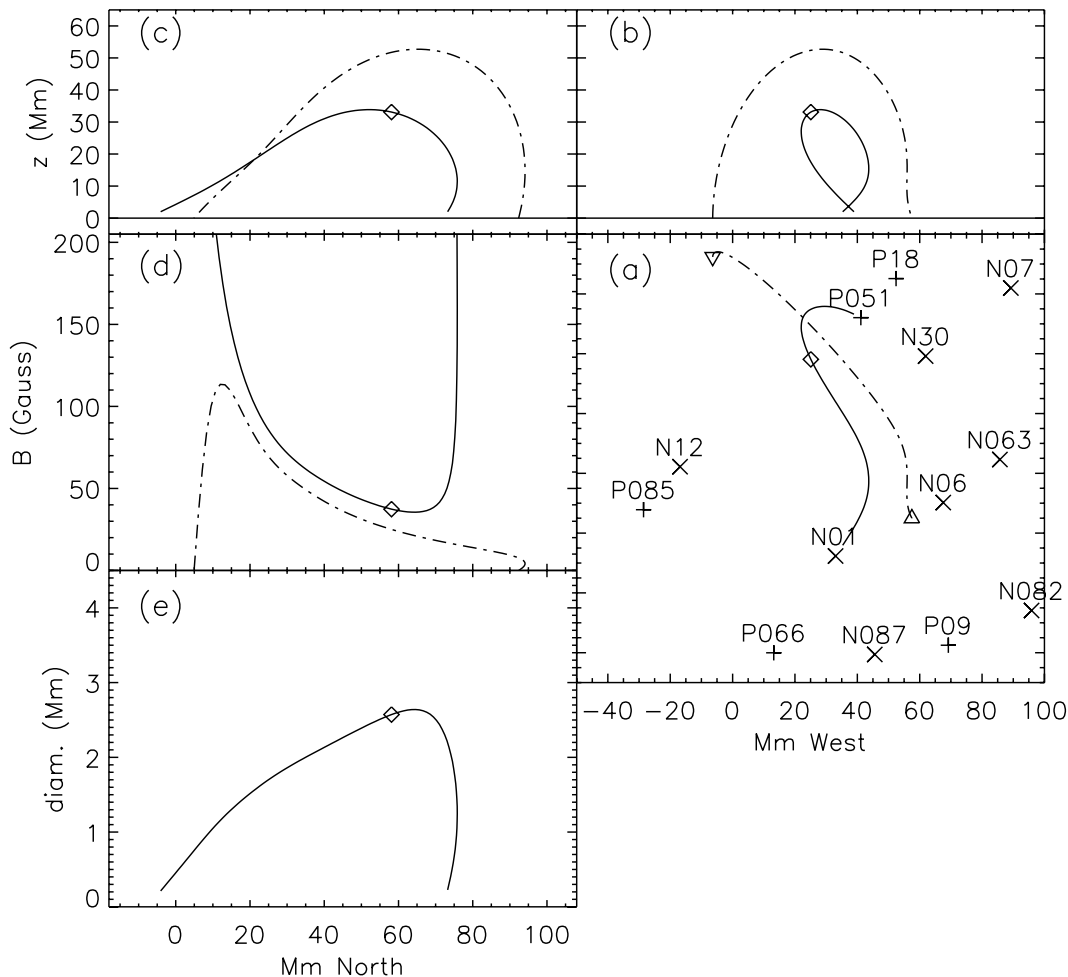 (c)
(b)
60
50
40
30
20
10
0
z (Mm)
(d)
(a)
200
150
100
50
0
B (Gauss)
P18
N07
P051
N30
N12
N063
P085
N06
N01
N082
P066
N087
P09
−40 −20 0 20 40 60 80 100
Mm West
(e)
4
3
2
1
0
diam. (Mm)
0 20 40 60 80 100
Mm North